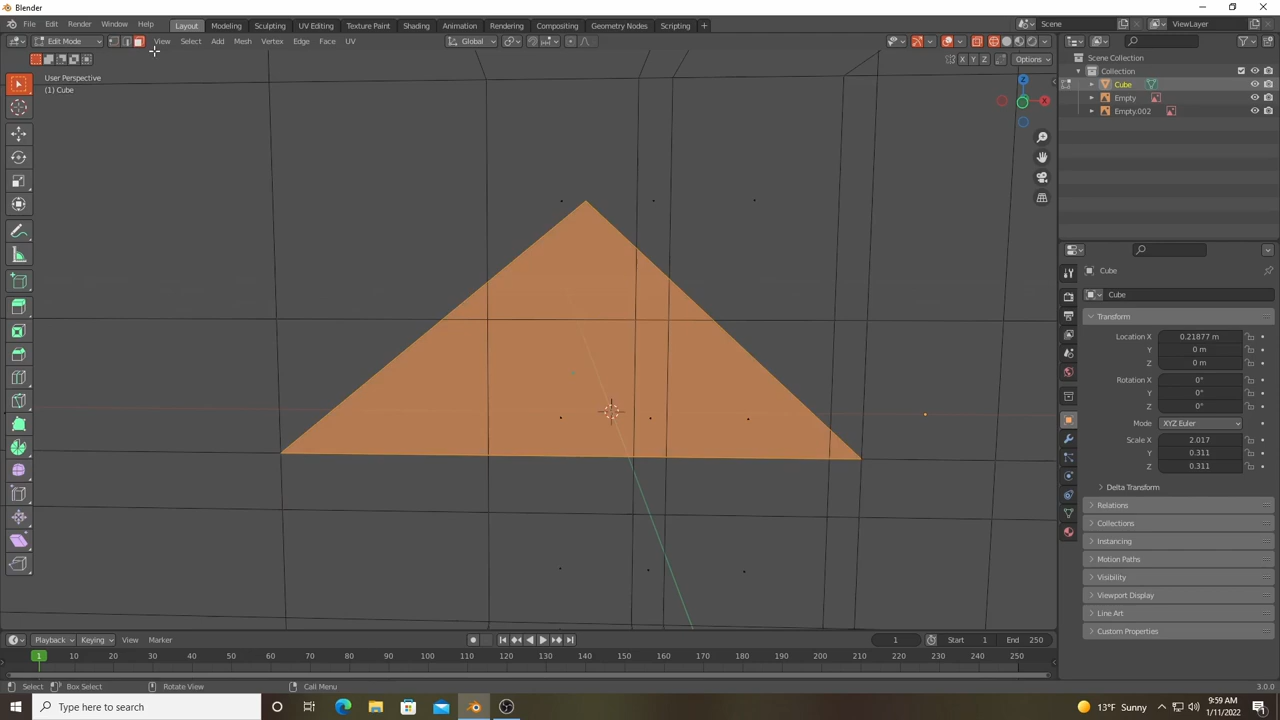 Blender
File Edit Render Window Help Layout Modeling Sculpting UV Editing Texture Paint Shading Animation Rendering Compositing Geometry Nodes Scripting + Scene ViewLayer
Edit Mode View Select Add Mesh Vertex Edge Face UV Global
X Y Z Options
User Perspective
(1) Cube
Z
X
Scene Collection
Collection
Cube
Empty
Empty.002
Cube
Cube
Transform
Location X 0.21877 m
Y 0 m
Z 0 m
Rotation X 0°
Y 0°
Z 0°
Mode XYZ Euler
Scale X 2.017
Y 0.311
Z 0.311
Delta Transform
Relations
Collections
Instancing
Motion Paths
Visibility
Viewport Display
Line Art
Custom Properties
Playback Keying View Marker 1 Start 1 End 250
1 10 20 30 40 50 60 70 80 90 100 110 120 130 140 150 160 170 180 190 200 210 220 230 240 250
Select Box Select Rotate View Call Menu 3.0.0
Type here to search 13°F Sunny 9:59 AM
1/11/2022 1